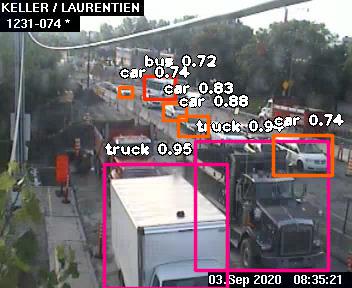 KELLER / LAURENTIEN
1231-074 *
bus 0.72
car 0.74
car 0.83
car 0.88
truck 0.94
car 0.74
truck 0.95
03.Sep 2020 08:35:21